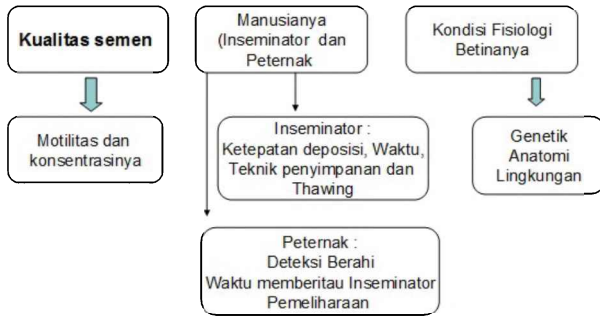 Kualitas semen
Manusianya
(Inseminator dan
Peternak
Kondisi Fisiologi
Betinanya
Motilitas dan
konsentrasinya
Inseminator :
Ketepatan deposisi, Waktu,
Teknik penyimpanan dan
Thawing
Genetik
Anatomi
Lingkungan
Peternak :
Deteksi Berahi
Waktu memberitau Inseminator
Pemeliharaan